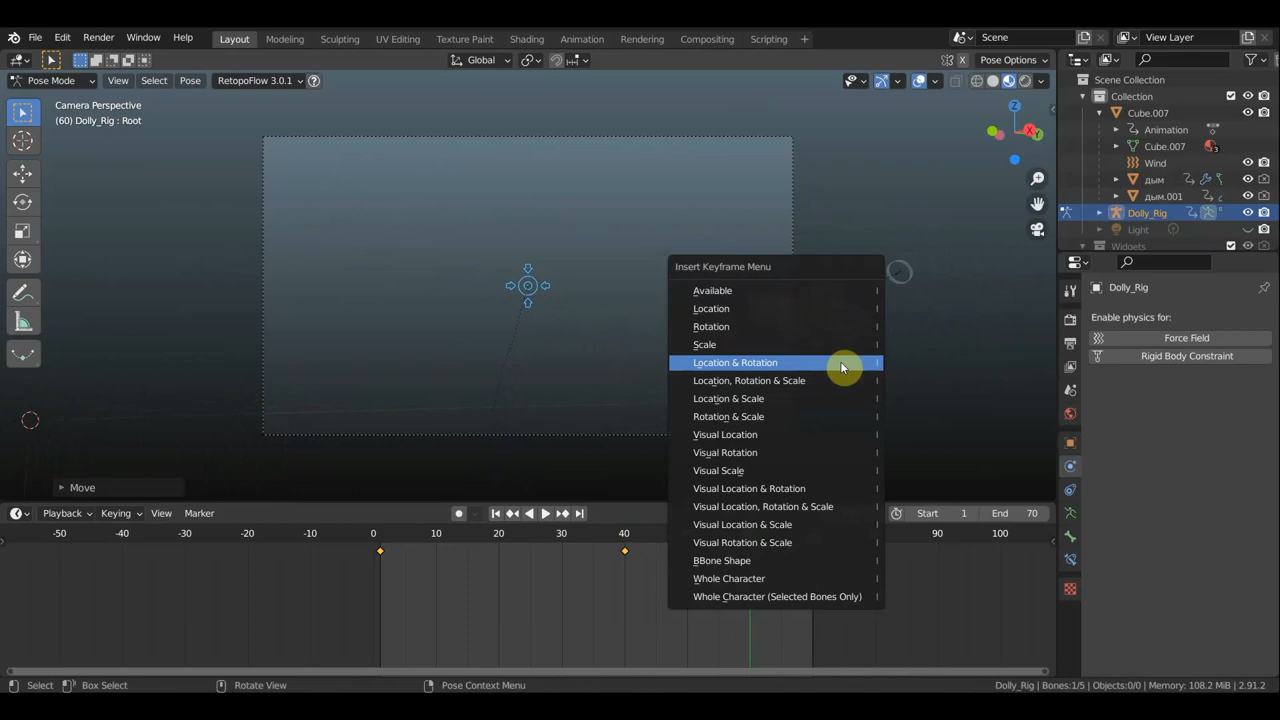 File Edit Render Window Help Layout Modeling Sculpting UV Editing Texture Paint Shading Animation Rendering Compositing Scripting + Scene View Layer
Global Pose Options
Pose Mode View Select Pose RetopoFlow 3.0.1
Camera Perspective
(60) Dolly_Rig : Root
Z
X
Y
Scene Collection
Collection
Cube.007
Animation
Cube.007
3
Wind
дым
дым.001
Dolly_Rig
Light
Widgets
Dolly_Rig
Enable physics for:
Force Field
Rigid Body Constraint
Insert Keyframe Menu
Available I
Location I
Rotation I
Scale I
Location & Rotation I
Location, Rotation & Scale I
Location & Scale I
Rotation & Scale I
Visual Location I
Visual Rotation I
Visual Scale I
Visual Location & Rotation I
Visual Location, Rotation & Scale I
Visual Location & Scale I
Visual Rotation & Scale I
BBone Shape I
Whole Character I
Whole Character (Selected Bones Only) I
Move
Playback Keying View Marker Start 1 End 70
-50 -40 -30 -20 -10 0 10 20 30 40 90 100
Select Box Select Rotate View Pose Context Menu Dolly_Rig | Bones:1/5 | Objects:0/0 | Memory: 108.2 MiB | 2.91.2